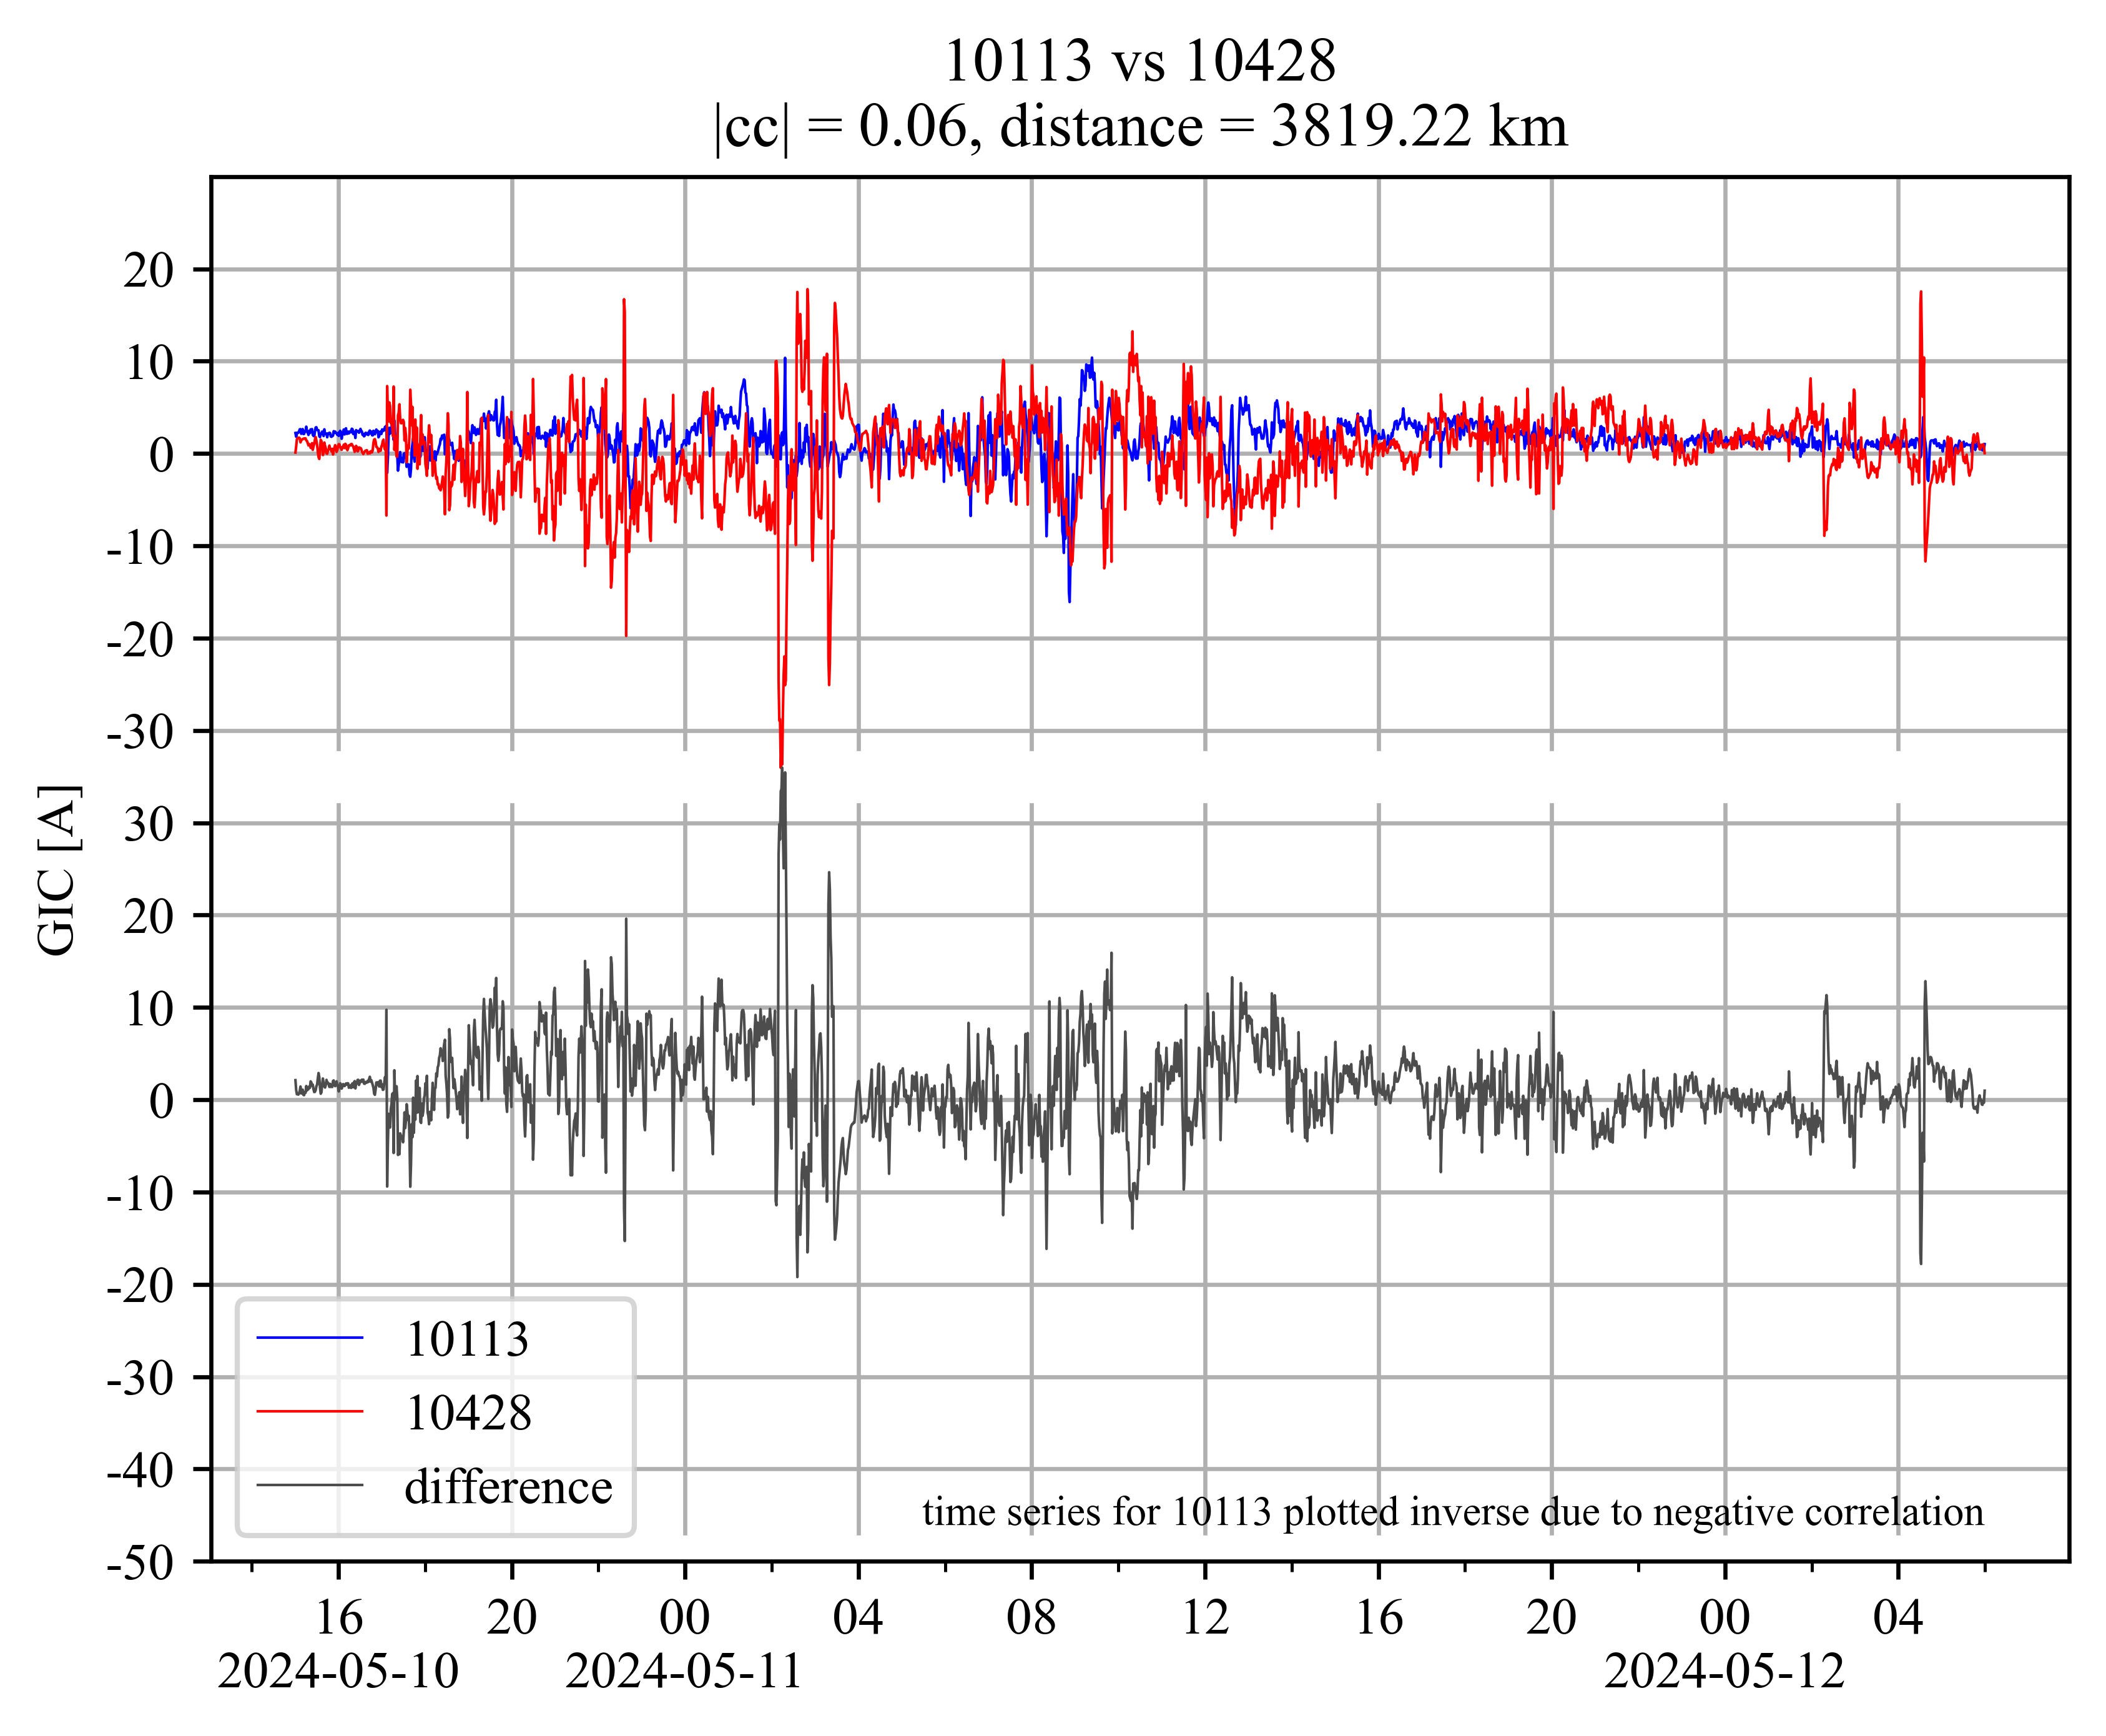 10113 vs 10428
|cc| = 0.06, distance = 3819.22 km
20
10
0
-10
-20
-30
30
20
10
0
-10
-20
-30
-40
-50
GIC [A]
10113
10428
difference
time series for 10113 plotted inverse due to negative correlation
16 20 00 04 08 12 16 20 00 04
2024-05-10 2024-05-11 2024-05-12